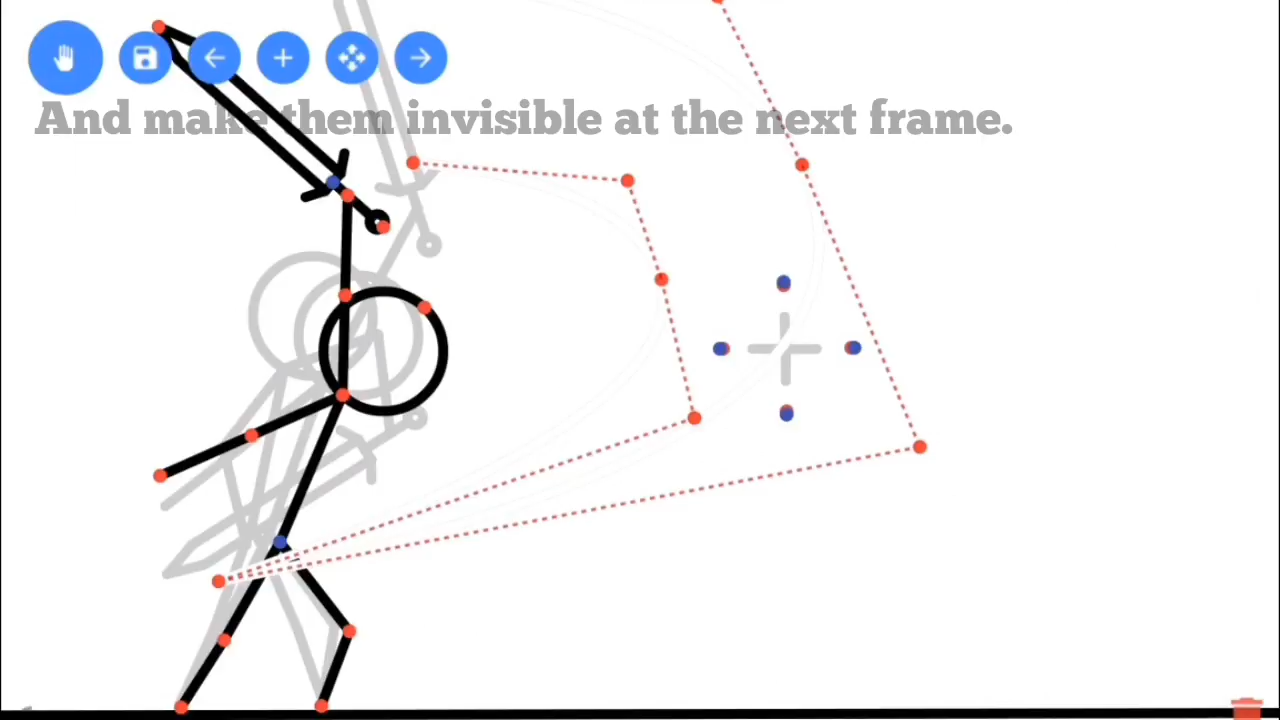 And make them invisible at the next frame.